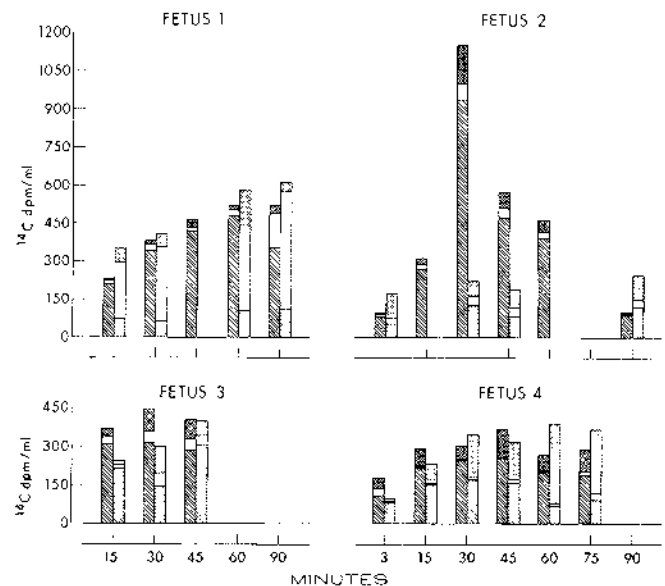 FETUS 1
FETUS 2
1200
1050
900
750
600
450
300
150
0
14C dpm/ml
FETUS 3
FETUS 4
450
300
150
0
14C dpm/ml
15 30 45 60 90
3 15 30 45 60 75 90
MINUTES